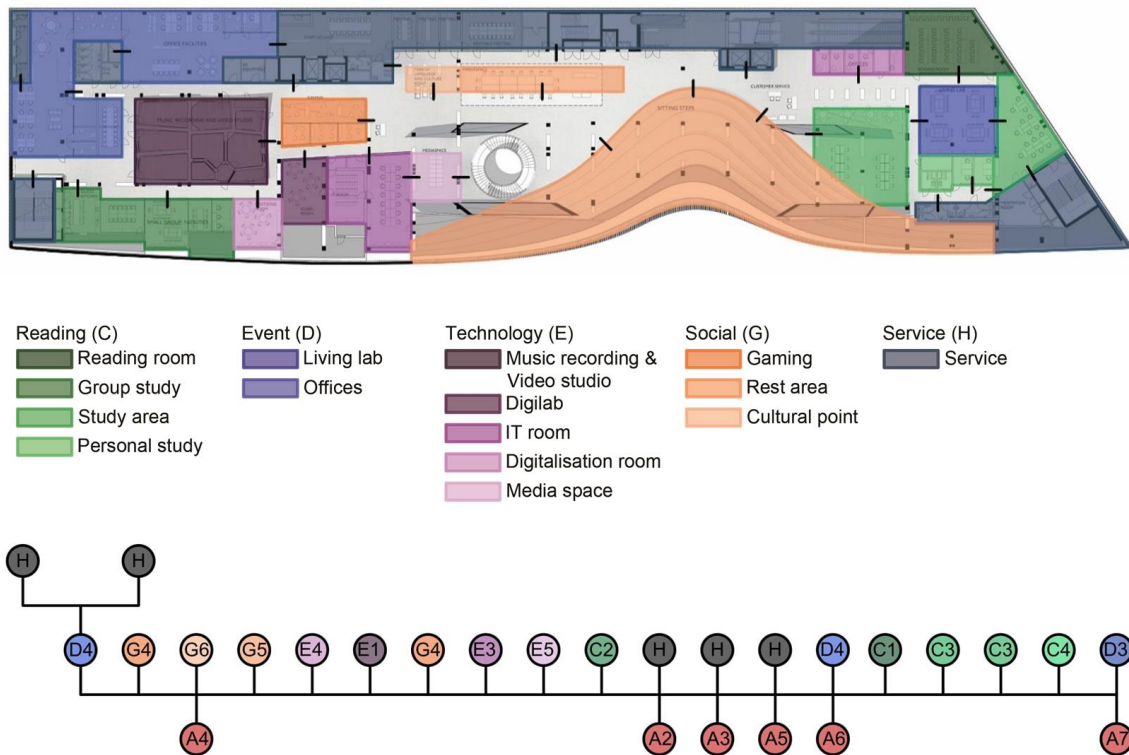 OFFICE FACILITIES
MUSIC RECORDING AND VIDEO STUDIO
SITTING STEPS
CUSTOMER SERVICE
LIVING LAB
MEDIASPACE
SMALL GROUP FACILITIES
Reading (C)
Reading room
Group study
Study area
Personal study
Event (D)
Living lab
Offices
Technology (E)
Music recording &
Video studio
Digilab
IT room
Digitalisation room
Media space
Social (G)
Gaming
Rest area
Cultural point
Service (H)
Service
H H
D4 G4 G6 G5 E4 E1 G4 E3 E5 C2 H H H D4 C1 C3 C3 C4 D3
A4 A2 A3 A5 A6 A7